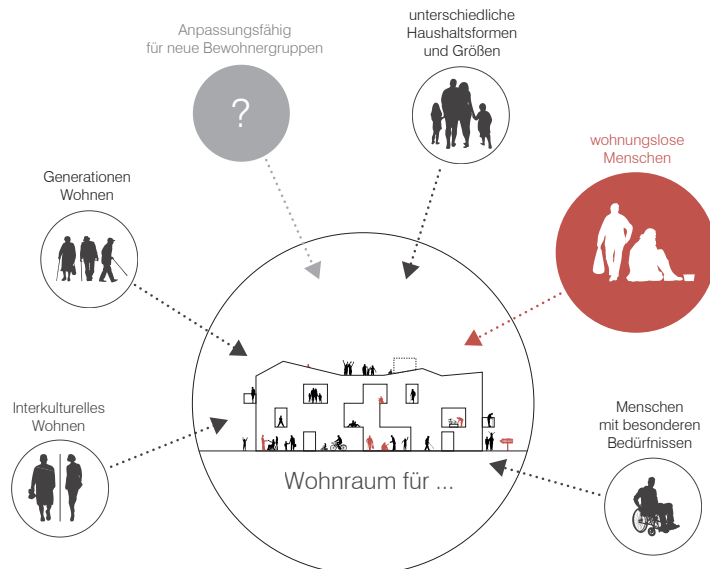 Anpassungsfähig
für neue Bewohnergruppen
?
unterschiedliche
Haushaltsformen
und Größen
wohnungslose
Menschen
Generationen
Wohnen
Interkulturelles
Wohnen
Menschen
mit besonderen
Bedürfnissen
Wohnraum für ...